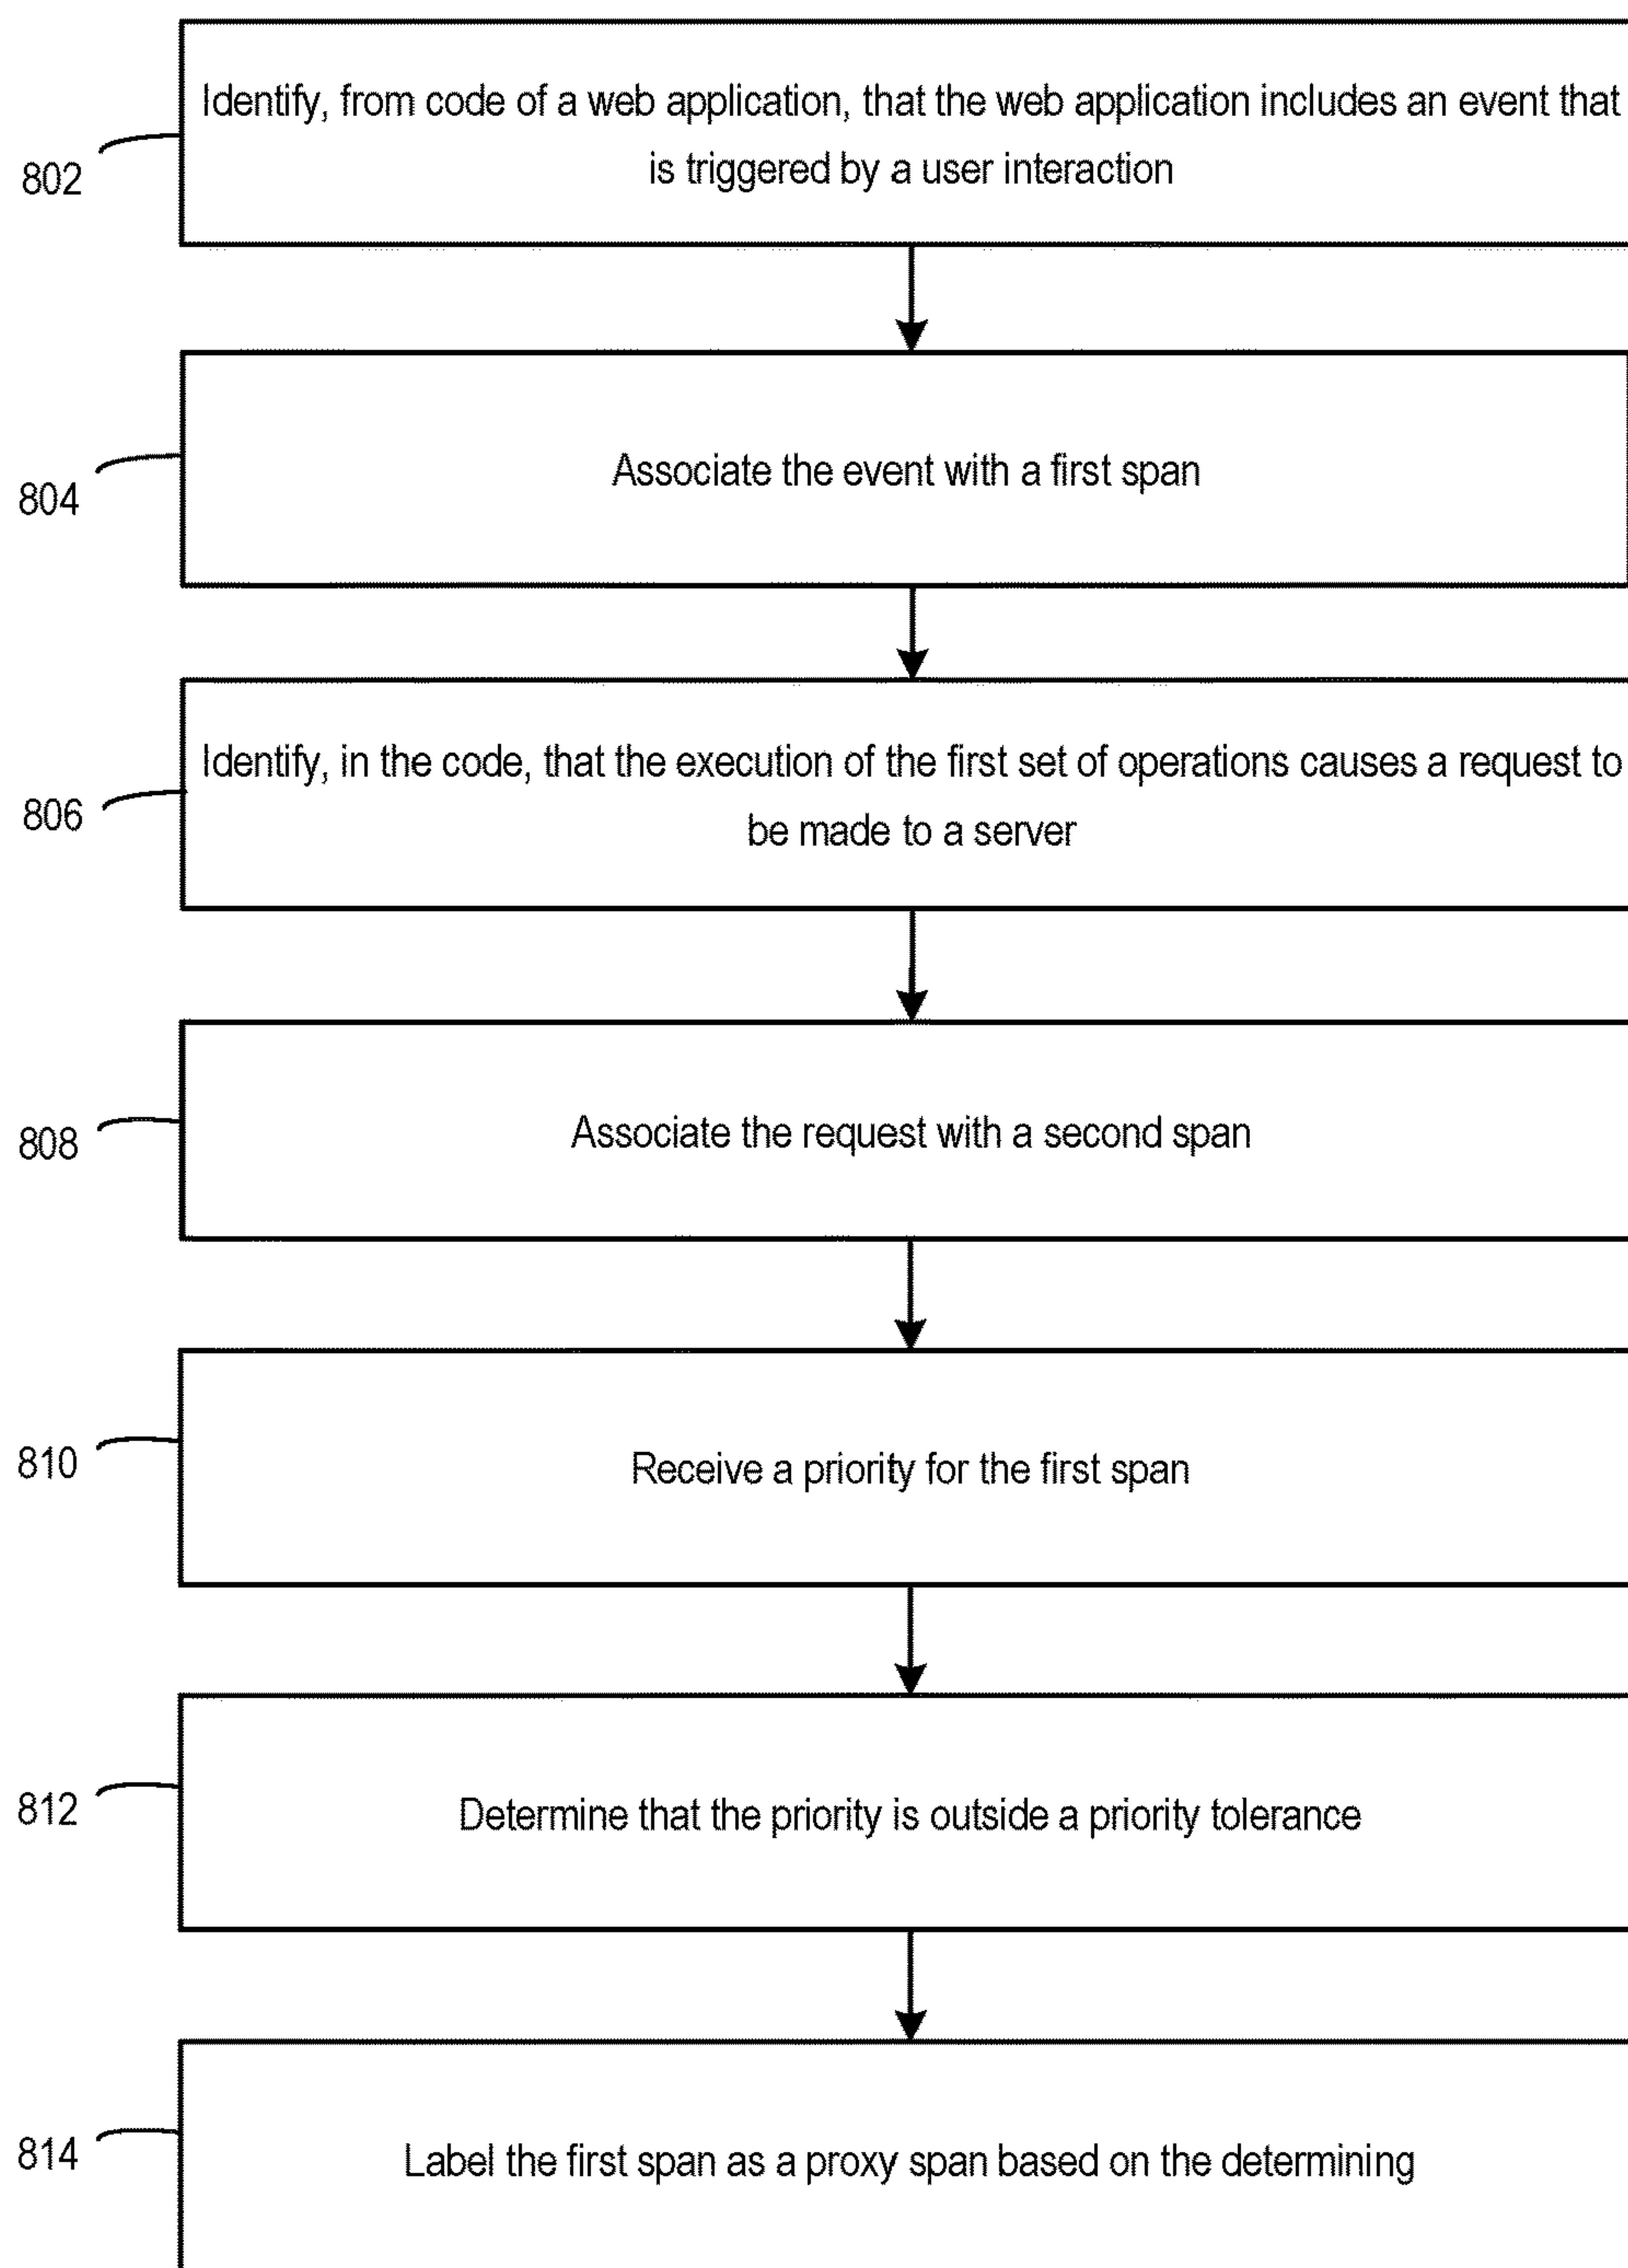 Identify, from code of a web application, that the web application includes an event that
is triggered by a user interaction
802
Associate the event with a first span
804
Identify, in the code, that the execution of the first set of operations causes a request to
be made to a server
806
Associate the request with a second span
808
Receive a priority for the first span
810
Determine that the priority is outside a priority tolerance
812
Label the first span as a proxy span based on the determining
814